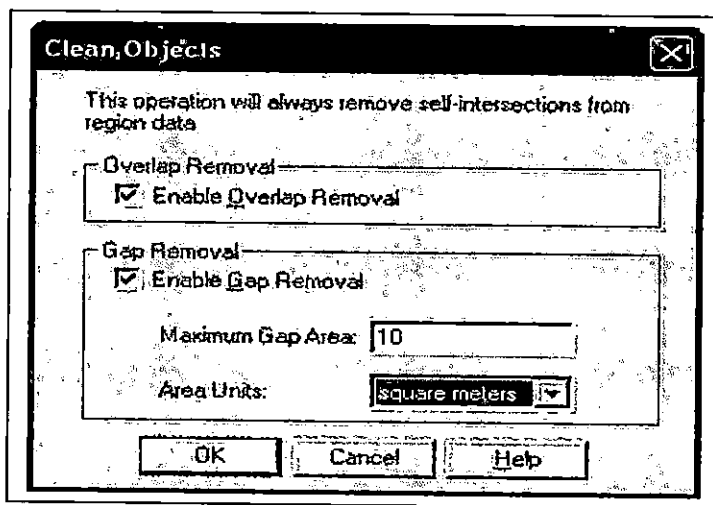 Clean Objects
This operation will always remove self-intersections from
region data
Overlap Removal
Enable Overlap Removal
Gap Removal
Enable Gap Removal
Maximum Gap Area: 10
Area Units: square meters
OK Cancel Help